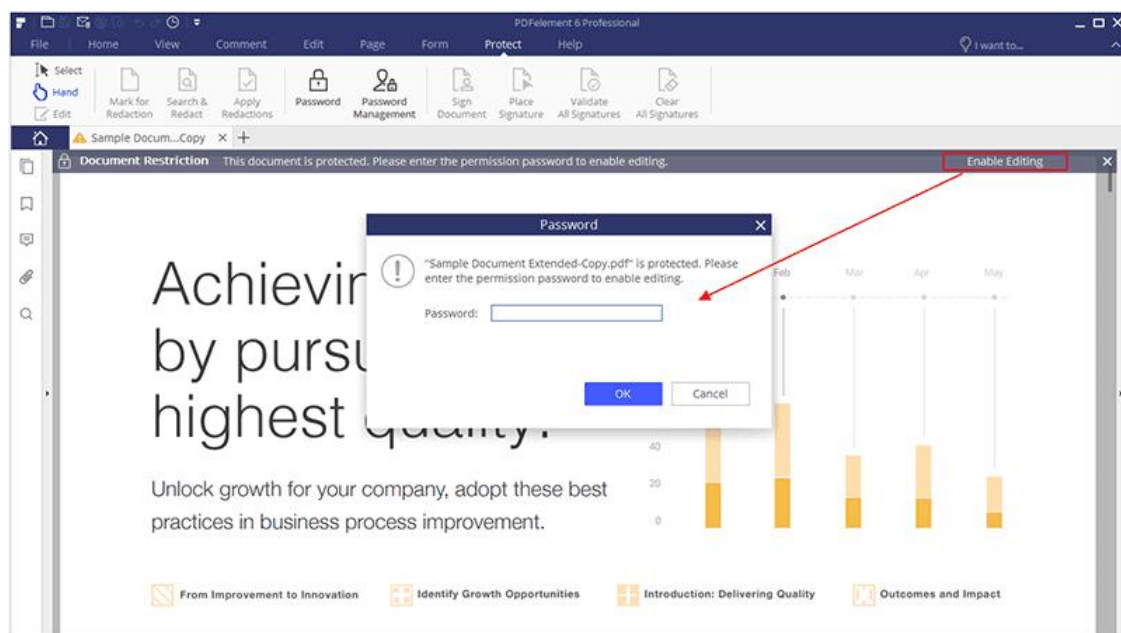 PDFelement 6 Professional
File Home View Comment Edit Page Form Protect Help I want to...
Select
Hand
Edit
Mark for Redaction
Search & Redact
Apply Redactions
Password
Password Management
Sign Document
Place Signature
Validate All Signatures
Clear All Signatures
Sample Docum...Copy
Document Restriction This document is protected. Please enter the permission password to enable editing. Enable Editing
Password
"Sample Document Extended-Copy.pdf" is protected. Please
enter the permission password to enable editing.
Password:
OK Cancel
Achievin
by pursu
highest quality.
Feb Mar Apr May
40
20
0
Unlock growth for your company, adopt these best
practices in business process improvement.
From Improvement to Innovation Identify Growth Opportunities Introduction: Delivering Quality Outcomes and Impact